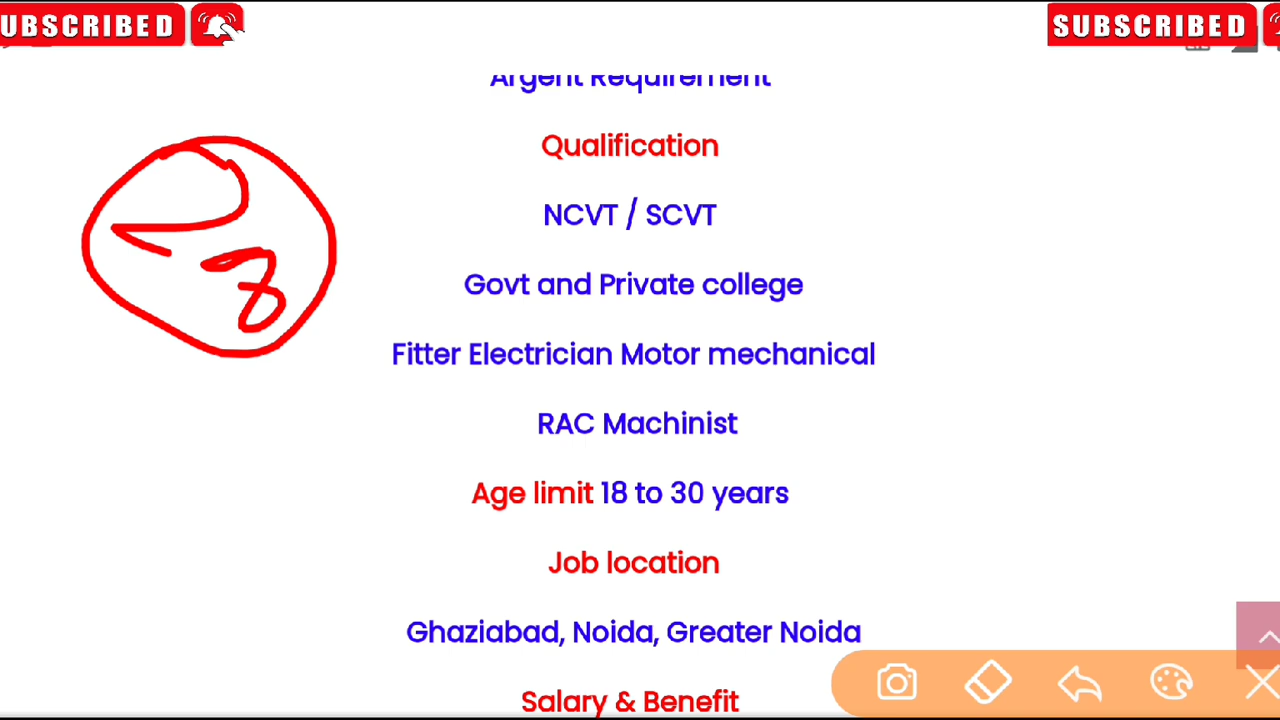 UBSCRIBED
SUBSCRIBED
Argent Requirement
Qualification
NCVT / SCVT
Govt and Private college
Fitter Electrician Motor mechanical
RAC Machinist
Age limit 18 to 30 years
Job location
Ghaziabad, Noida, Greater Noida
Salary & Benefit